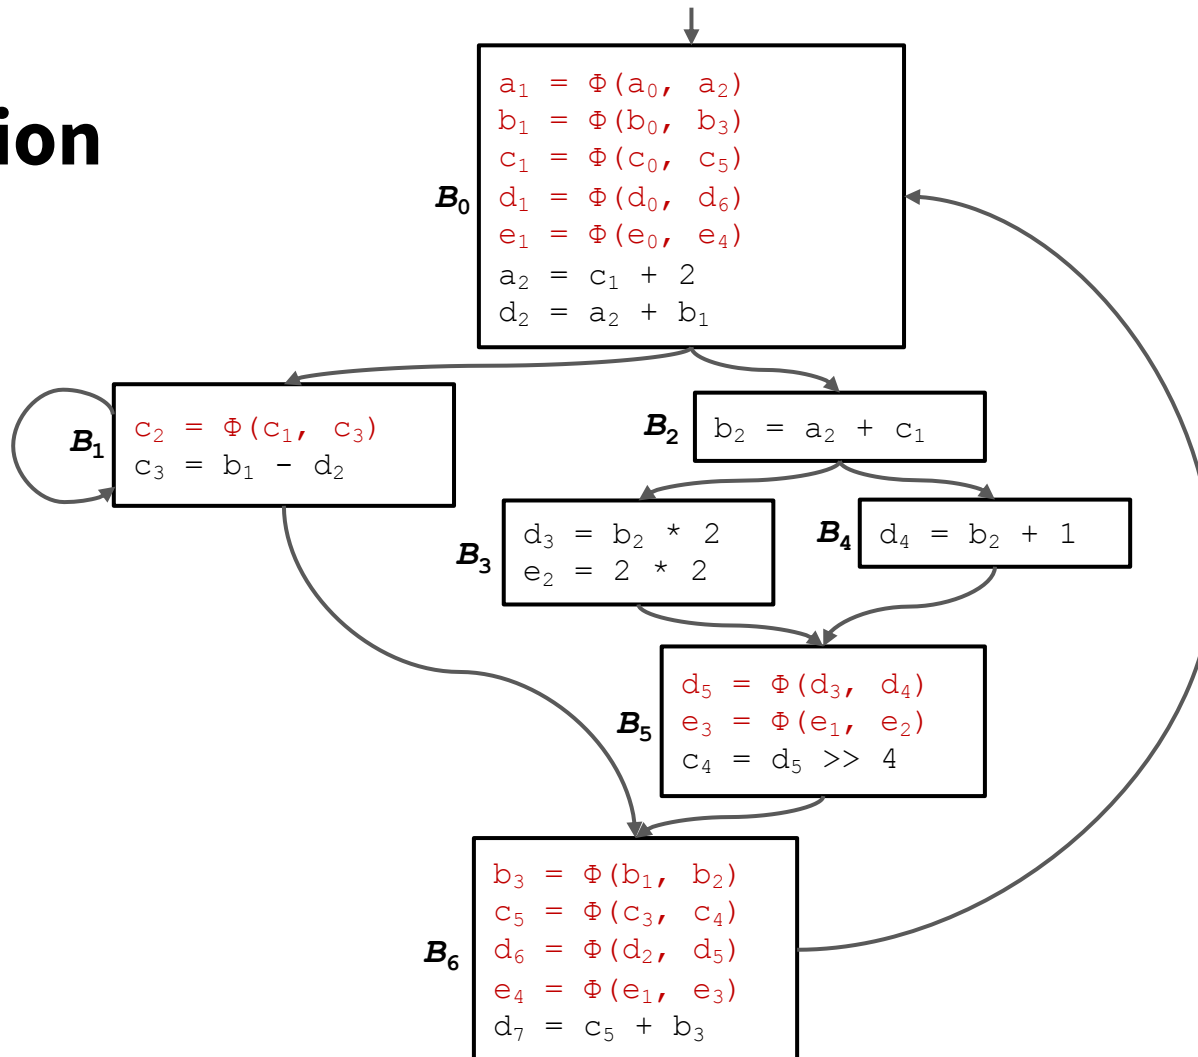 ion
a₁ = Φ(a₀, a₂)
b₁ = Φ(b₀, b₃)
c₁ = Φ(c₀, c₅)
B₀
d₁ = Φ(d₀, d₆)
e₁ = Φ(e₀, e₄)
a₂ = c₁ + 2
d₂ = a₂ + b₁
B₁
c₂ = Φ(c₁, c₃)
c₃ = b₁ - d₂
B₂
b₂ = a₂ + c₁
B₃
d₃ = b₂ * 2
e₂ = 2 * 2
B₄
d₄ = b₂ + 1
B₅
d₅ = Φ(d₃, d₄)
e₃ = Φ(e₁, e₂)
c₄ = d₅ >> 4
B₆
b₃ = Φ(b₁, b₂)
c₅ = Φ(c₃, c₄)
d₆ = Φ(d₂, d₅)
e₄ = Φ(e₁, e₃)
d₇ = c₅ + b₃